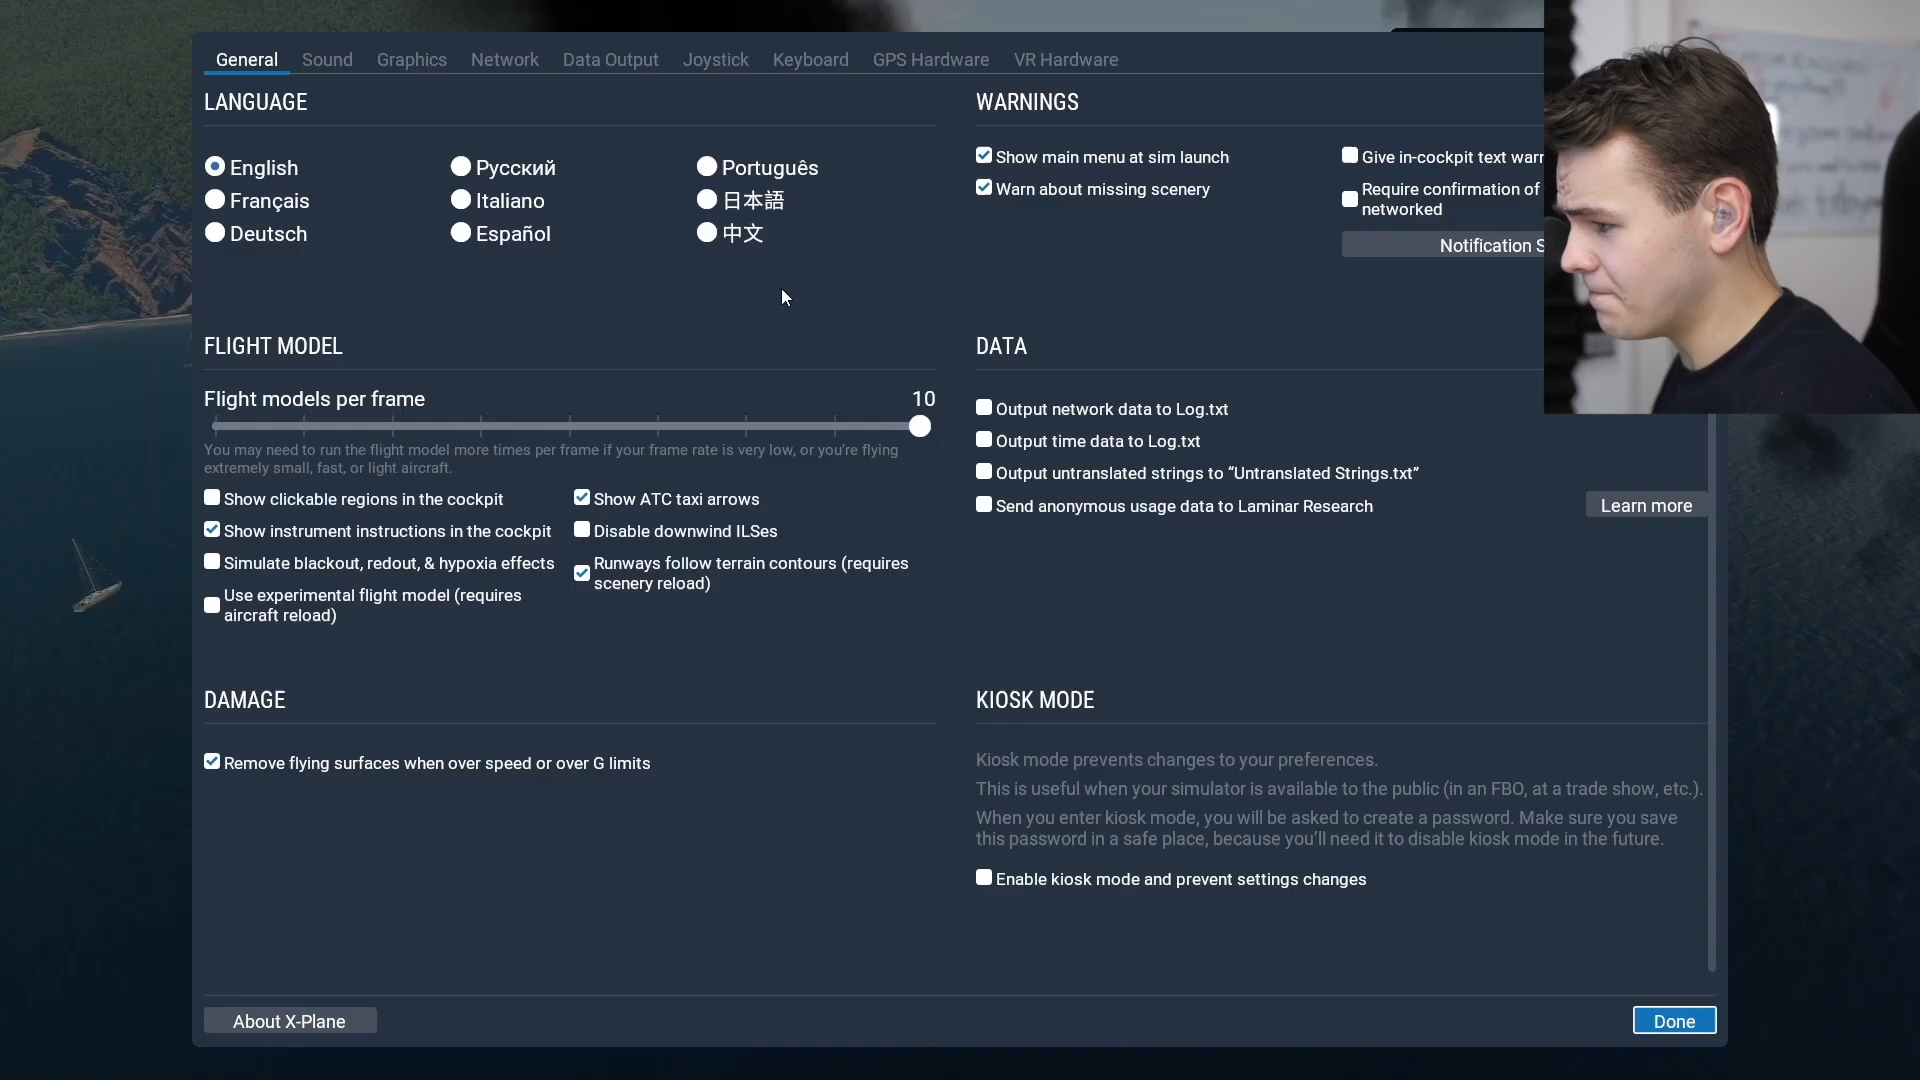 General Sound Graphics Network Data Output Joystick Keyboard GPS Hardware VR Hardware
LANGUAGE
English
Русский
Português
Français
Italiano
日本語
Deutsch
Español
中文
WARNINGS
Show main menu at sim launch
Warn about missing scenery
Give in-cockpit text
Require confirmation of
networked
Notification
FLIGHT MODEL
Flight models per frame 10
You may need to run the flight model more times per frame if your frame rate is very low, or you're flying
extremely small, fast, or light aircraft.
Show clickable regions in the cockpit
Show instrument instructions in the cockpit
Simulate blackout, redout, & hypoxia effects
Use experimental flight model (requires
aircraft reload)
Show ATC taxi arrows
Disable downwind ILSes
Runways follow terrain contours (requires
scenery reload)
DATA
Output network data to Log.txt
Output time data to Log.txt
Output untranslated strings to “Untranslated Strings.txt”
Send anonymous usage data to Laminar Research
Learn more
DAMAGE
Remove flying surfaces when over speed or over G limits
KIOSK MODE
Kiosk mode prevents changes to your preferences.
This is useful when your simulator is available to the public (in an FBO, at a trade show, etc.).
When you enter kiosk mode, you will be asked to create a password. Make sure you save
this password in a safe place, because you'll need it to disable kiosk mode in the future.
Enable kiosk mode and prevent settings changes
About X-Plane
Done